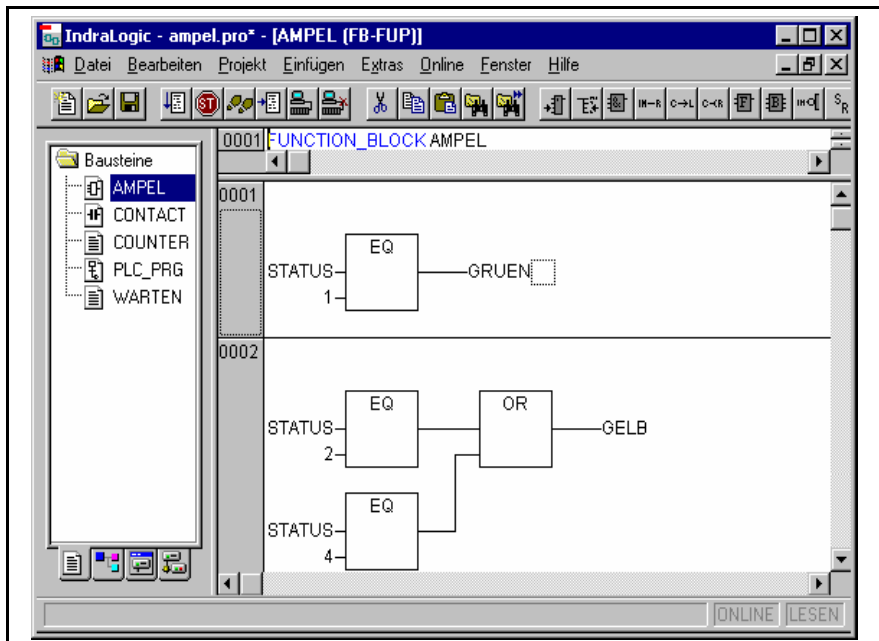 IndraLogic - ampel.pro* - [AMPEL (FB-FUP)]
Datei Bearbeiten Projekt Einfügen Extras Online Fenster Hilfe
0001 FUNCTION_BLOCK AMPEL
Bausteine
AMPEL
CONTACT
COUNTER
PLC_PRG
WARTEN
0001
EQ
STATUS
GRUEN
1
0002
EQ
OR
STATUS
GELB
2
EQ
STATUS
4
ONLINE LESEN